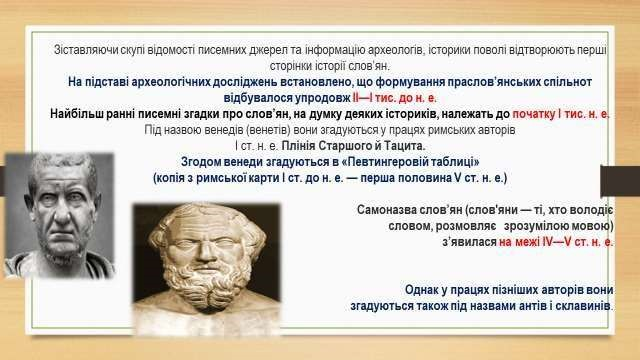 Зіставляючи скупі відомості писемних джерел та інформацію археологів, історики поволі відтворюють перші
сторінки історії слов'ян.
На підставі археологічних досліджень встановлено, що формування праслов'янських спільнот
відбувалося упродовж ІІ—І тис. до н. е.
Найбільш ранні писемні згадки про слов'ян, на думку деяких істориків, належать до початку І тис. н. е.
Під назвою венедів (венетів) вони згадуються у працях римських авторів
І ст. н. е. Плінія Старшого й Тацита.
Згодом венеди згадуються в «Певтингеровій таблиці»
(копія з римської карти І ст. до н. е. — перша половина V ст. н. е.)
Самоназва слов'ян (слов'яни — ті, хто володіє
словом, розмовляє зрозумілою мовою)
з'явилася на межі IV—V ст. н. е.
Однак у працях пізніших авторів вони
згадуються також під назвами антів і склавинів.